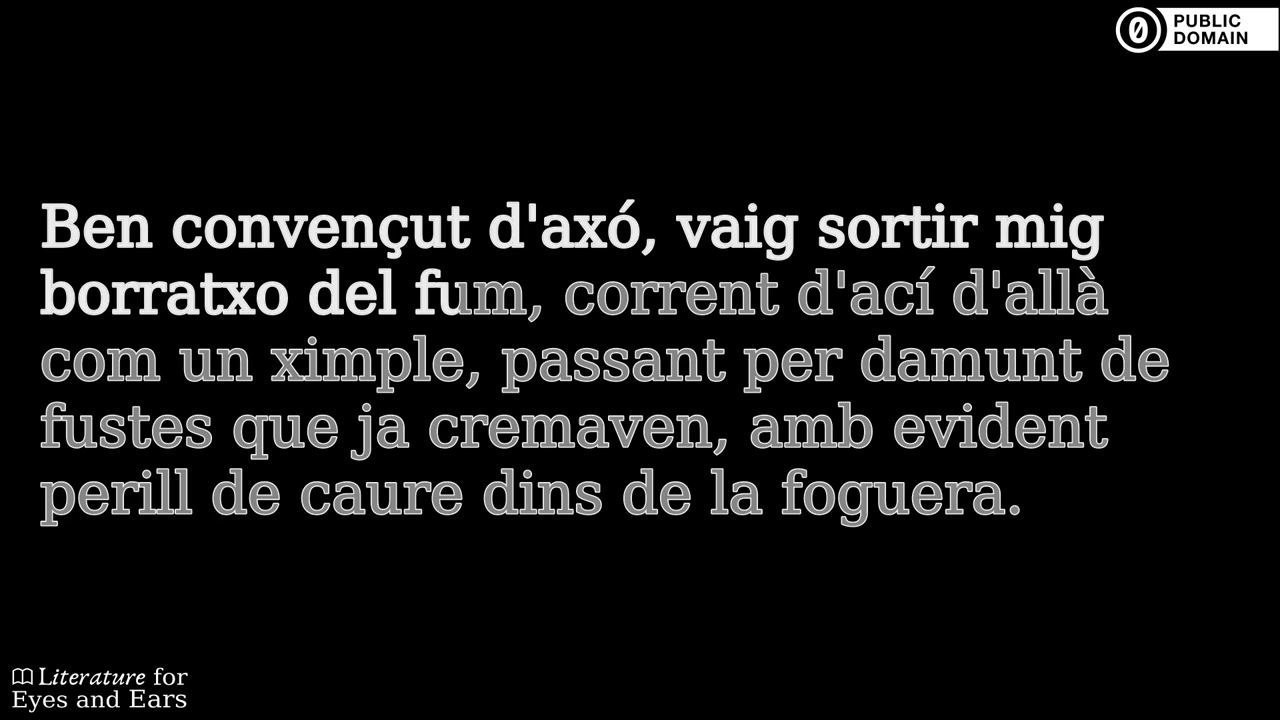 PUBLIC
DOMAIN
Ben convençut d'axó, vaig sortir mig
borratxo del fum, corrent d'ací d'allà
com un ximple, passant per damunt de
fustes que ja cremaven, amb evident
perill de caure dins de la foguera.
Literature for
Eyes and Ears